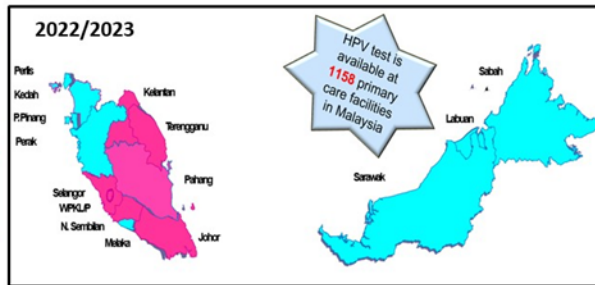 2022/2023
HPV test is
available at
1158 primary
care facilities
in Malaysia
Perlis
Kedah
P.Pinang
Perak
Kelantan
Terengganu
Pahang
Selangor
WPKL/P
N. Sembilan
Melaka
Johor
Sabah
Labuan
Sarawak